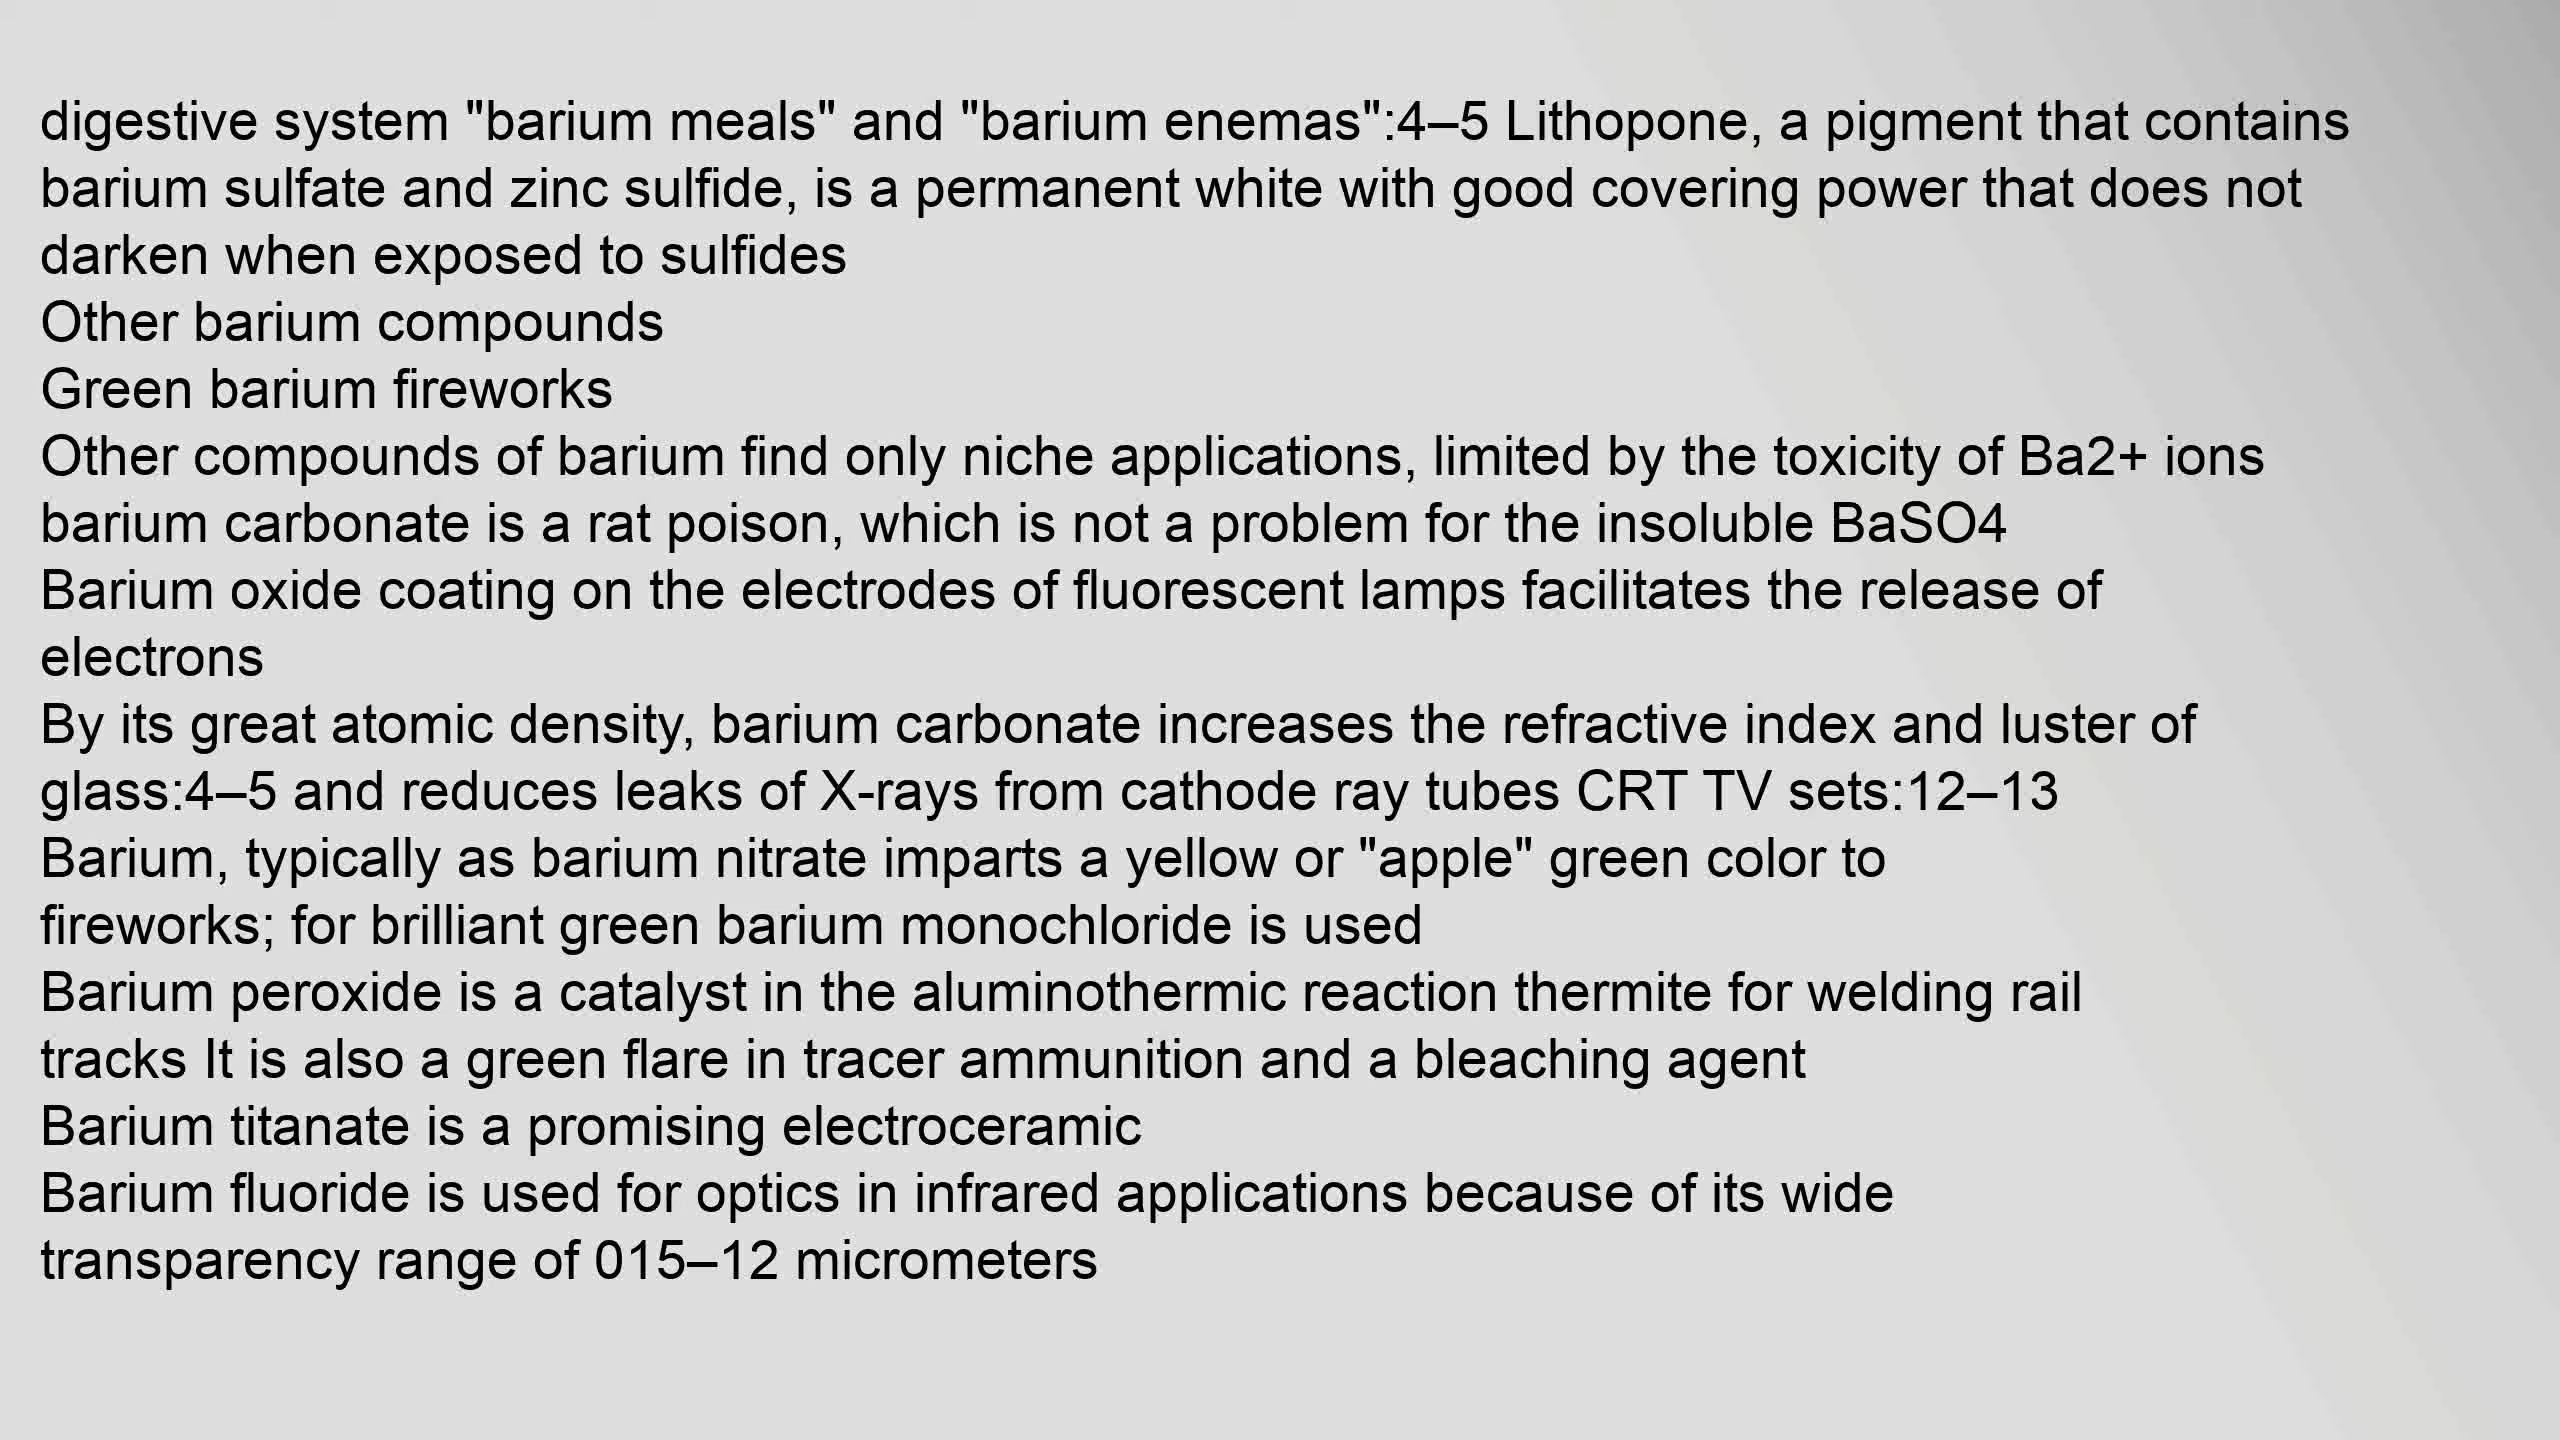 digestive system "barium meals" and "barium enemas":4–5 Lithopone, a pigment that contains
barium sulfate and zinc sulfide, is a permanent white with good covering power that does not
darken when exposed to sulfides
Other barium compounds
Green barium fireworks
Other compounds of barium find only niche applications, limited by the toxicity of Ba2+ ions
barium carbonate is a rat poison, which is not a problem for the insoluble BaSO4
Barium oxide coating on the electrodes of fluorescent lamps facilitates the release of
electrons
By its great atomic density, barium carbonate increases the refractive index and luster of
glass:4–5 and reduces leaks of X-rays from cathode ray tubes CRT TV sets:12–13
Barium, typically as barium nitrate imparts a yellow or "apple" green color to
fireworks; for brilliant green barium monochloride is used
Barium peroxide is a catalyst in the aluminothermic reaction thermite for welding rail
tracks It is also a green flare in tracer ammunition and a bleaching agent
Barium titanate is a promising electroceramic
Barium fluoride is used for optics in infrared applications because of its wide
transparency range of 015–12 micrometers